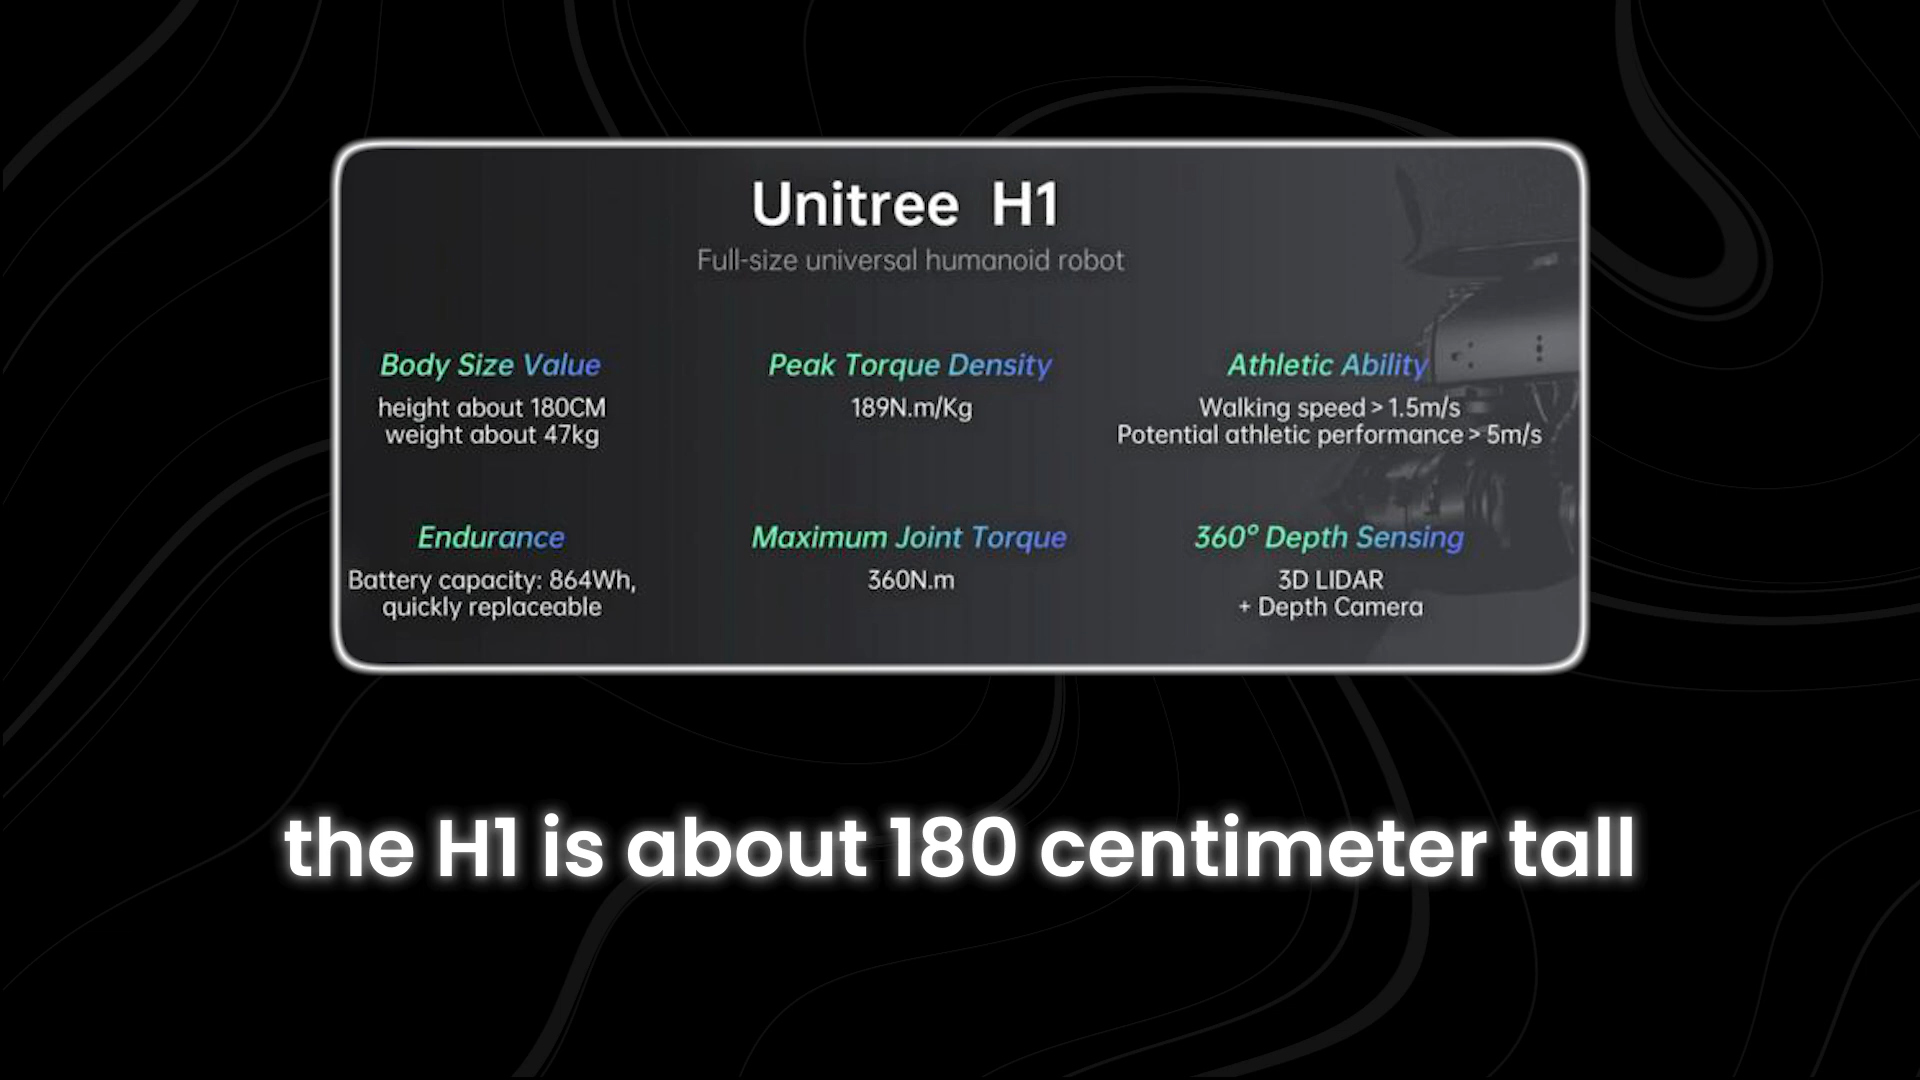 Unitree H1
Full-size universal humanoid robot
Body Size Value
height about 180CM
weight about 47kg
Peak Torque Density
189N.m/Kg
Athletic Ability
Walking speed > 1.5m/s
Potential athletic performance > 5m/s
Endurance
Battery capacity: 864Wh,
quickly replaceable
Maximum Joint Torque
360N.m
360° Depth Sensing
3D LIDAR
+ Depth Camera
the H1 is about 180 centimeter tall